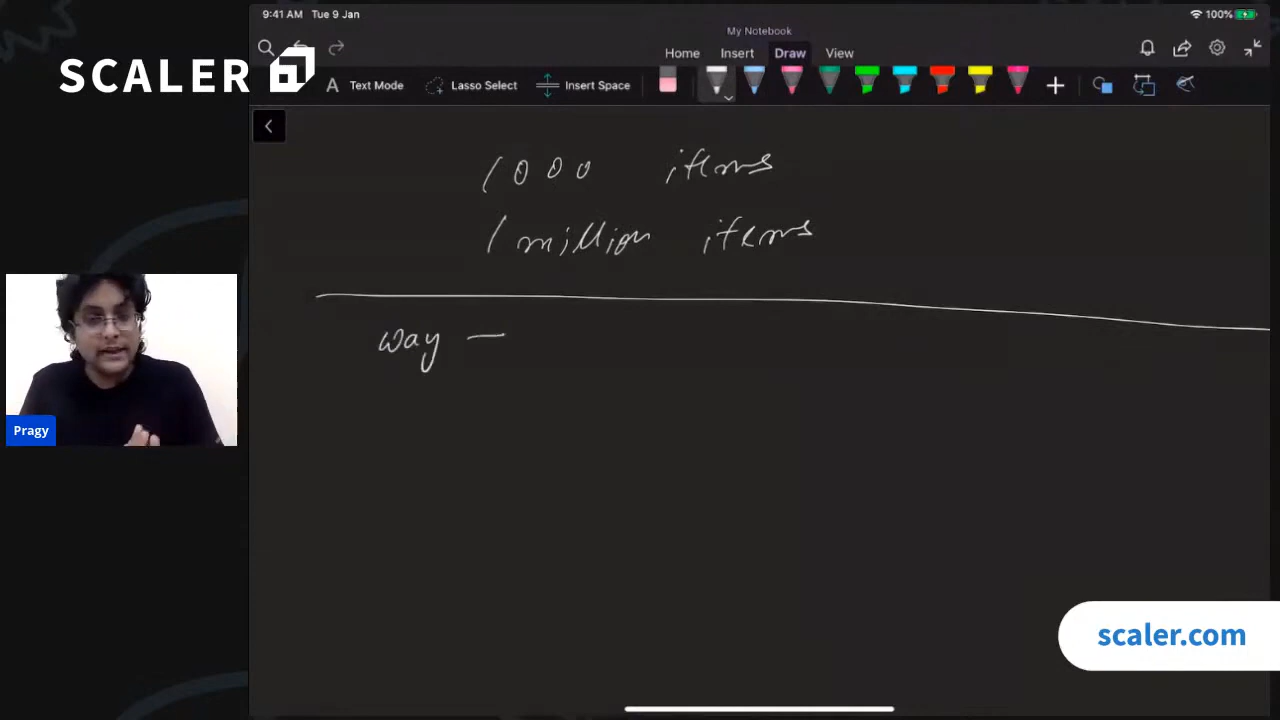 9:41 AM Tue 9 Jan
100%
My Notebook
Home Insert Draw View
SCALER
Text Mode Lasso Select Insert Space
1000 items
1 million items
way —
Pragy
scaler.com